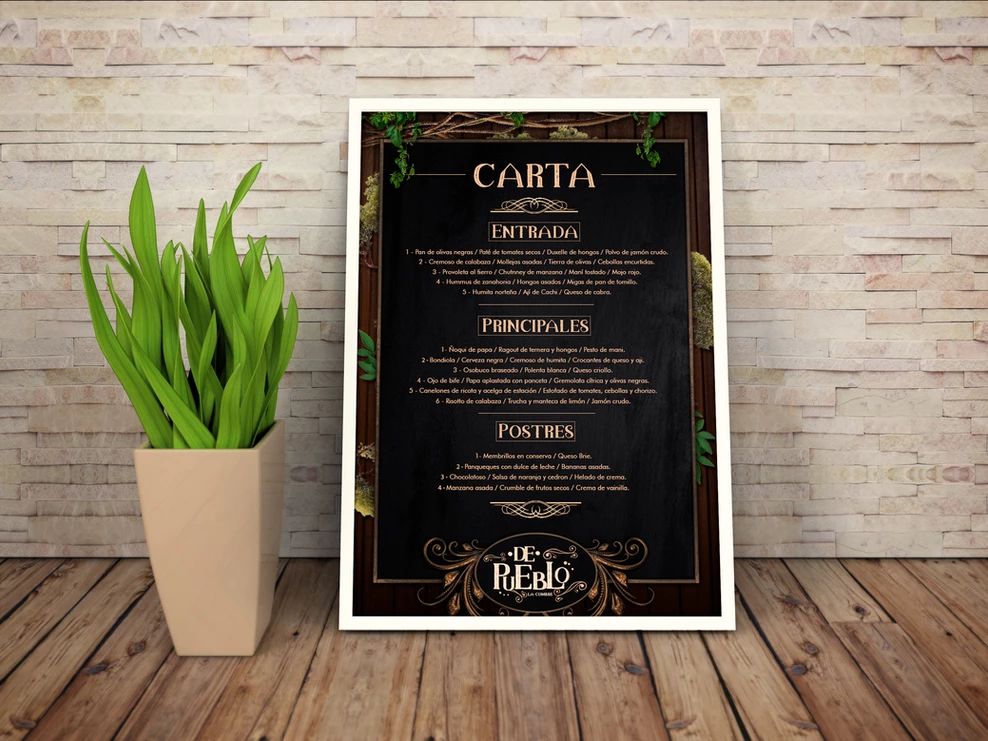 CARTA
ENTRADA
1 - Pan de olivas negras / Paté de tomates secos / Duxelle de hongos / Polvo de jamón crudo.
2 - Cremoso de calabaza / Mollejas asadas / Tierra de olivas / Cebollas encurtidas.
3 - Provoleta al fierro / Chutney de manzana / Maní tostado / Mojo rojo.
4 - Hummus de zanahoria / Hongos asados / Migas de pan de tomillo.
5 - Humita norteña / Ají de Cachi / Queso de cabra.
PRINCIPALES
1- Ñoqui de papa / Ragout de ternera y hongos / Pesto de maní.
2- Bondiola / Cerveza negra / Cremoso de humita / Crocantes de queso y aji.
3 - Osobuco braseado / Polenta blanca / Queso criollo.
4 - Ojo de bife / Papa aplastada con panceta / Gremolata cítrica y olivas negras.
5 - Canelones de ricota y acelga de estación / Estofado de tomates, cebollas y chorizo.
6 - Risotto de calabaza / Trucha y manteca de limón / Jamón crudo.
POSTRES
1- Membrillos en conserva / Queso Brie.
2- Panqueques con dulce de leche / Bananas asadas.
3 - Chocolatoso / Salsa de naranja y cedron / Helado de crema.
4- Manzana asada / Crumble de frutos secos / Crema de vainilla.
DE
PUEBLO
LA CUMBRE